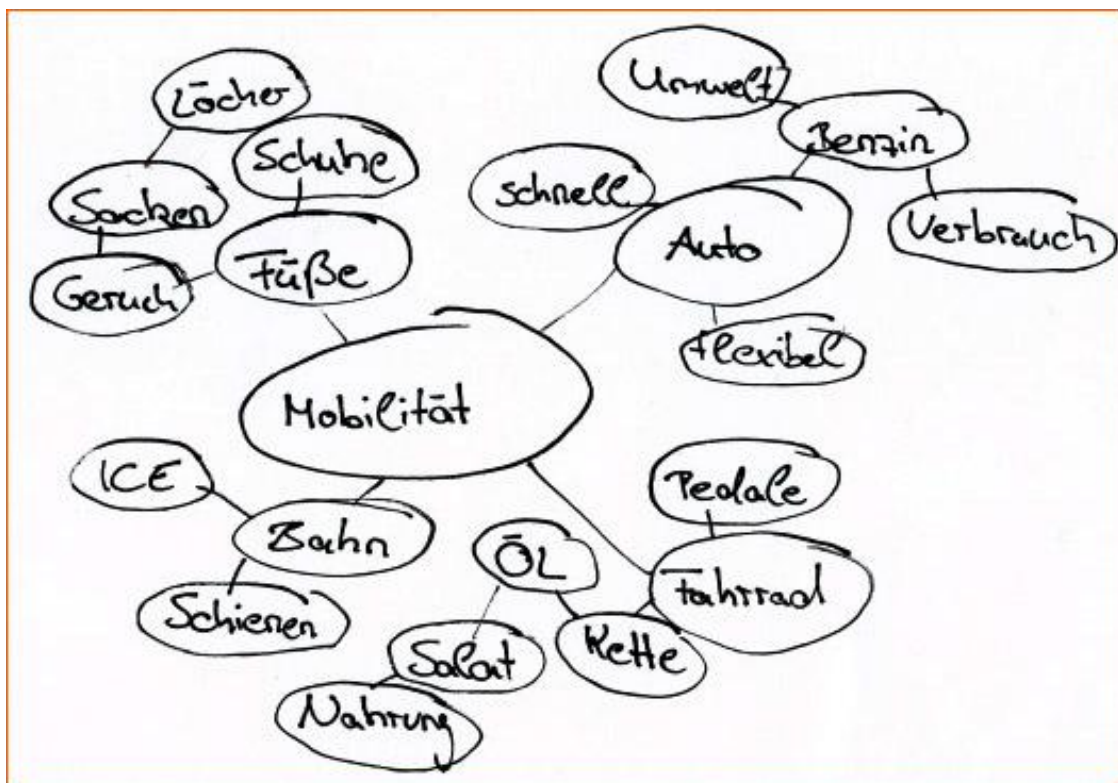 Löcher
Umwelt
Benzin
Schuhe
schnell
Socken
Verbrauch
Auto
Füße
Geruch
flexibel
Mobilität
ICE
Pedale
Bahn
ÖL
Fahrrad
Schienen
Kette
Salat
Nahrung